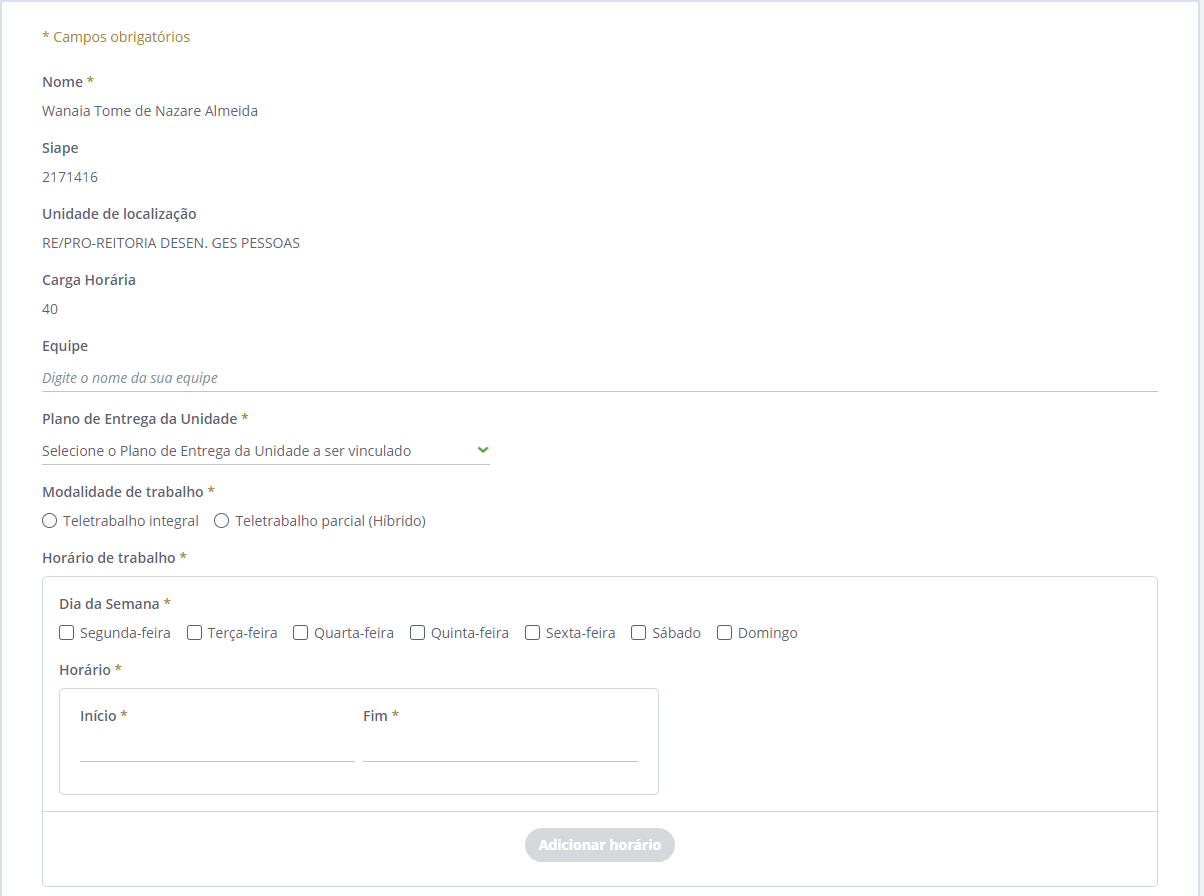 * Campos obrigatórios
Nome *
Wanaia Tome de Nazare Almeida
Siape
2171416
Unidade de localização
RE/PRO-REITORIA DESEN. GES PESSOAS
Carga Horária
40
Equipe
Digite o nome da sua equipe
Plano de Entrega da Unidade *
Selecione o Plano de Entrega da Unidade a ser vinculado
Modalidade de trabalho *
Teletrabalho integral Teletrabalho parcial (Híbrido)
Horário de trabalho *
Dia da Semana *
Segunda-feira Terça-feira Quarta-feira Quinta-feira Sexta-feira Sábado Domingo
Horário *
Início * Fim *
Adicionar horário